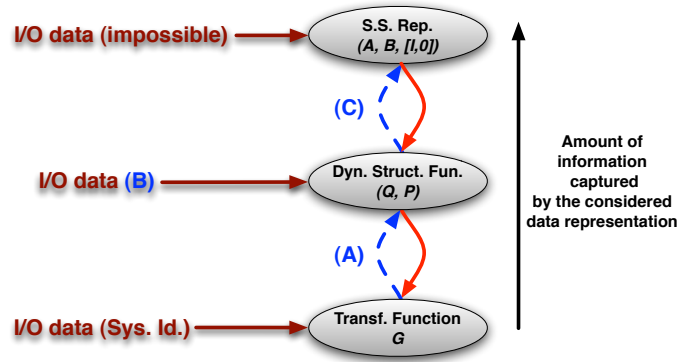 I/O data (impossible)
S.S. Rep.
(A, B, [I,0])
(C)
I/O data (B)
Dyn. Struct. Fun.
(Q, P)
(A)
I/O data (Sys. Id.)
Transf. Function
G
Amount of
information
captured
by the considered
data representation